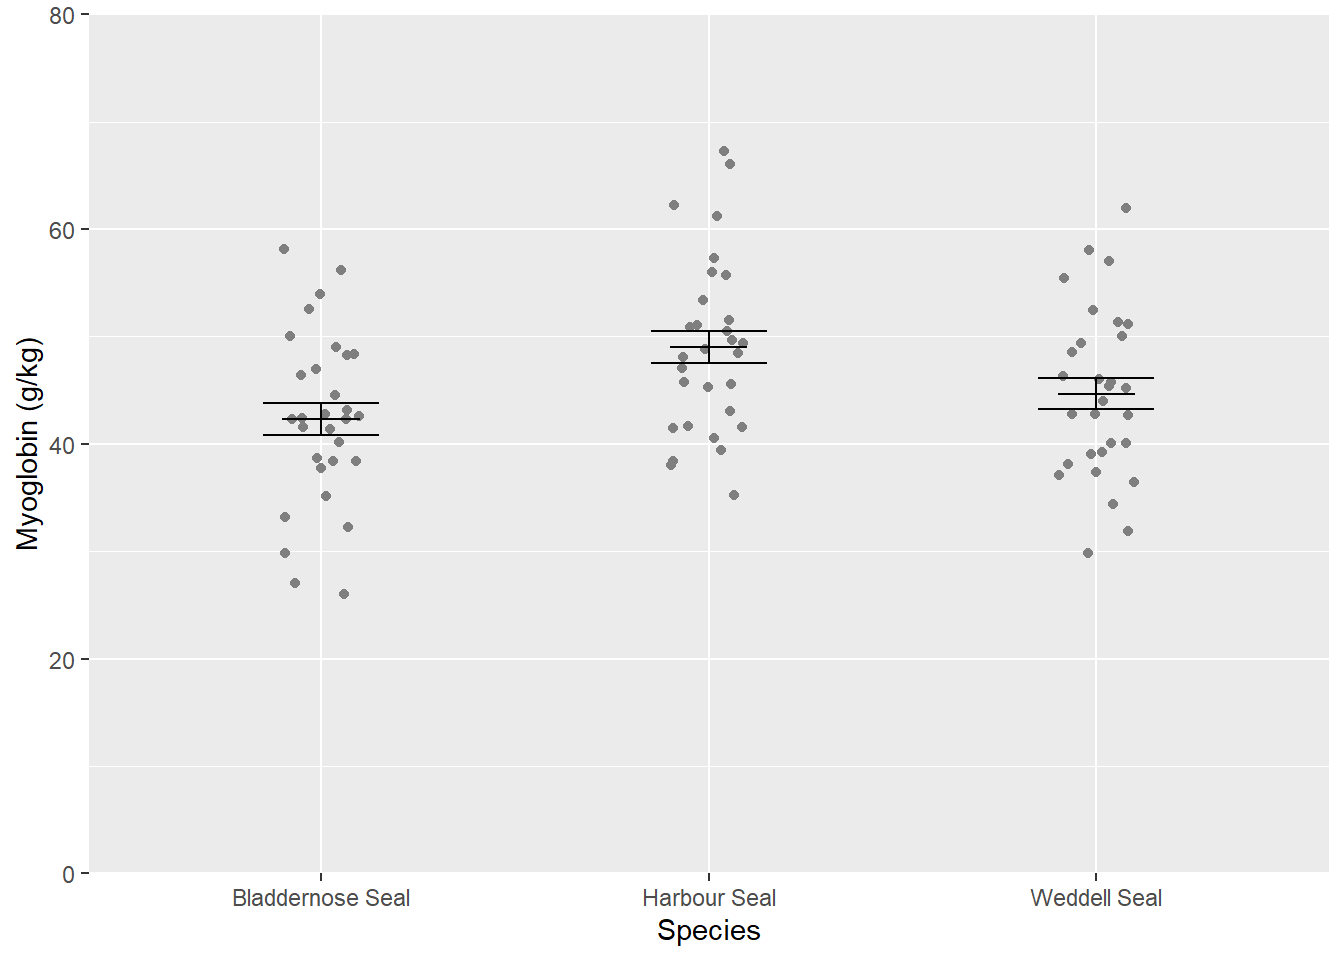 80
60
40
20
0
Myoglobin (g/kg)
Bladdernose Seal
Harbour Seal
Weddell Seal
Species